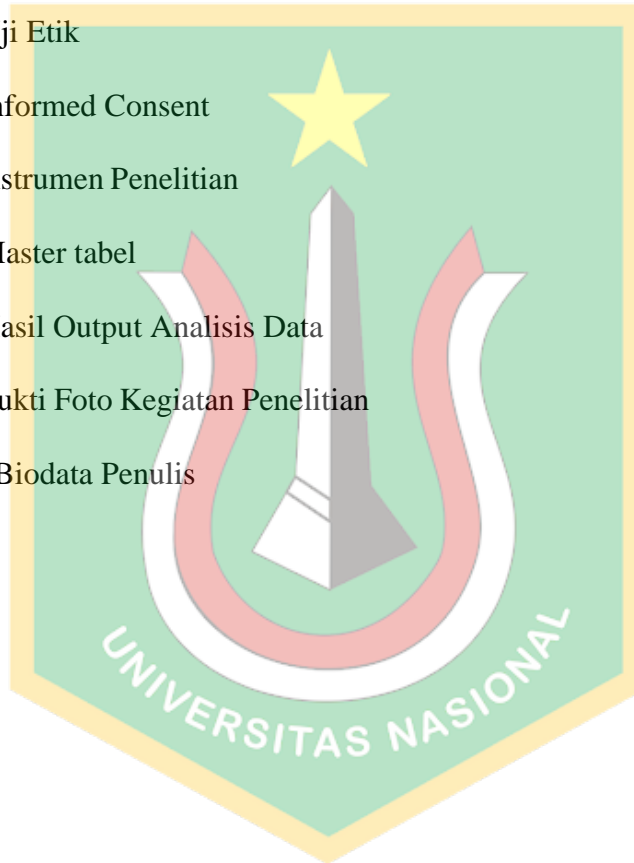 ji Etik
nformed Consent
strumen Penelitian
Master tabel
asil Output Analisis Data
ukti Foto Kegiatan Penelitian
Biodata Penulis
UNIVERSITAS NASIONAL